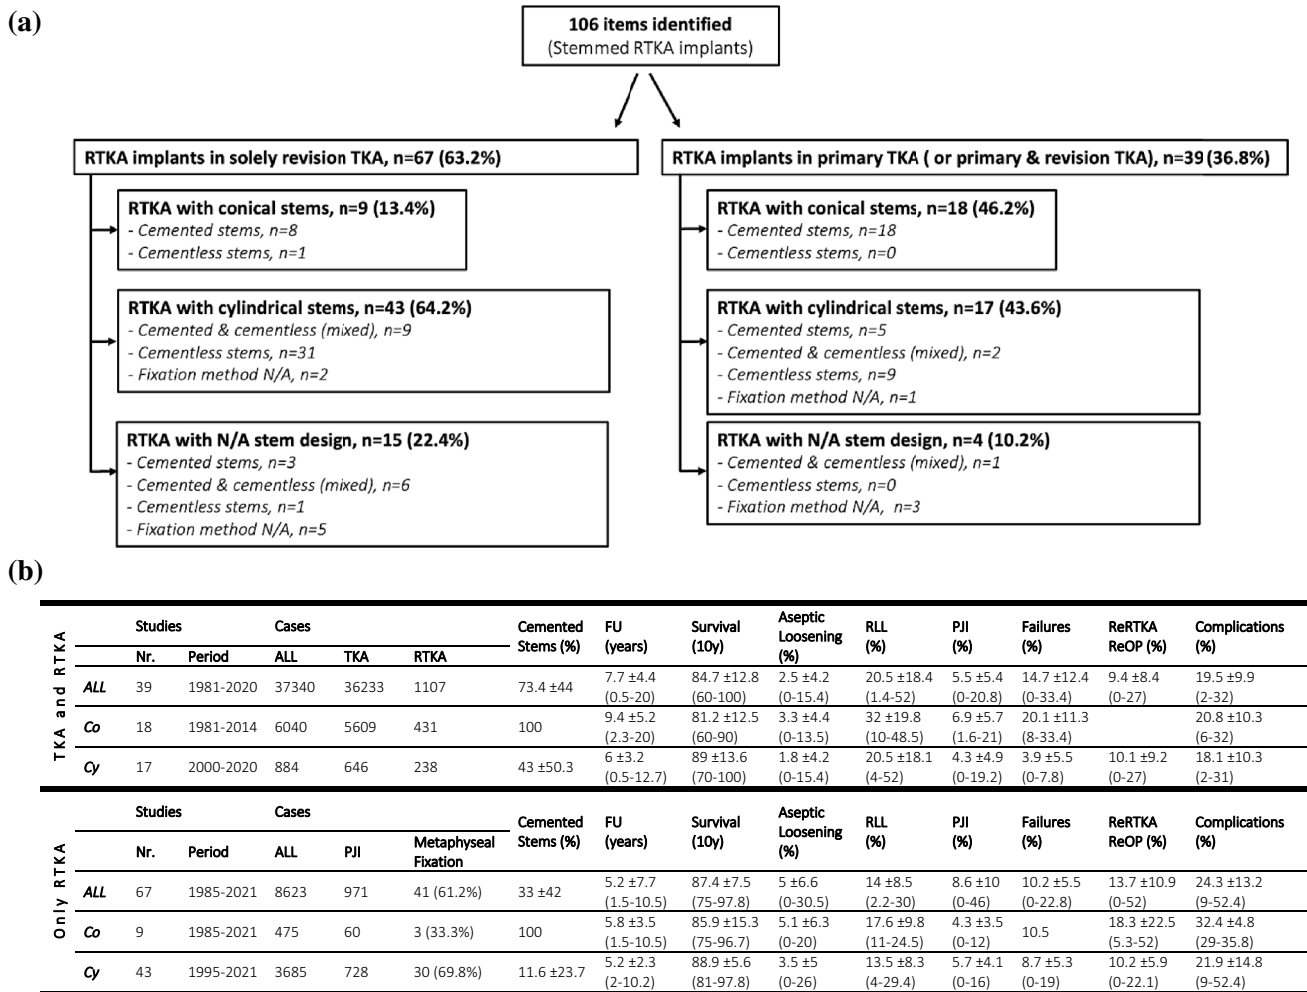 (a)
106 items identified
(Stemmed RTKA implants)
RTKA implants in solely revision TKA, n=67 (63.2%)
RTKA with conical stems, n=9 (13.4%)
- Cemented stems, n=8
- Cementless stems, n=1
RTKA with cylindrical stems, n=43 (64.2%)
- Cemented & cementless (mixed), n=9
- Cementless stems, n=31
- Fixation method N/A, n=2
RTKA with N/A stem design, n=15 (22.4%)
- Cemented stems, n=3
- Cemented & cementless (mixed), n=6
- Cementless stems, n=1
- Fixation method N/A, n=5
RTKA implants in primary TKA ( or primary & revision TKA), n=39 (36.8%)
RTKA with conical stems, n=18 (46.2%)
- Cemented stems, n=18
- Cementless stems, n=0
RTKA with cylindrical stems, n=17 (43.6%)
- Cemented stems, n=5
- Cemented & cementless (mixed), n=2
- Cementless stems, n=9
- Fixation method N/A, n=1
RTKA with N/A stem design, n=4 (10.2%)
- Cemented & cementless (mixed), n=1
- Cementless stems, n=0
- Fixation method N/A, n=3
(b)
TKA and RTKA
Studies Cases Cemented Stems (%) FU (years) Survival (10y) Aseptic Loosening (%) RLL (%) PJI (%) Failures (%) ReRTKA ReOP (%) Complications (%)
Nr. Period ALL TKA RTKA
ALL 39 1981-2020 37340 36233 1107 73.4 ±44 7.7 ±4.4 84.7 ±12.8 2.5 ±4.2 20.5 ±18.4 5.5 ±5.4 14.7 ±12.4 9.4 ±8.4 19.5 ±9.9
(0.5-20) (60-100) (0-15.4) (1.4-52) (0-20.8) (0-33.4) (0-27) (2-32)
Co 18 1981-2014 6040 5609 431 100 9.4 ±5.2 81.2 ±12.5 3.3 ±4.4 32 ±19.8 6.9 ±5.7 20.1 ±11.3 20.8 ±10.3
(2.3-20) (60-90) (0-13.5) (10-48.5) (1.6-21) (8-33.4) (6-32)
Cy 17 2000-2020 884 646 238 43 ±50.3 6 ±3.2 89 ±13.6 1.8 ±4.2 20.5 ±18.1 4.3 ±4.9 3.9 ±5.5 10.1 ±9.2 18.1 ±10.3
(0.5-12.7) (70-100) (0-15.4) (4-52) (0-19.2) (0-7.8) (0-27) (2-31)
Only RTKA
Studies Cases Cemented Stems (%) FU (years) Survival (10y) Aseptic Loosening (%) RLL (%) PJI (%) Failures (%) ReRTKA ReOP (%) Complications (%)
Nr. Period ALL PJI Metaphyseal Fixation
ALL 67 1985-2021 8623 971 41 (61.2%) 33 ±42 5.2 ±7.7 87.4 ±7.5 5 ±6.6 14 ±8.5 8.6 ±10 10.2 ±5.5 13.7 ±10.9 24.3 ±13.2
(1.5-10.5) (75-97.8) (0-30.5) (2.2-30) (0-46) (0-22.8) (0-52) (9-52.4)
Co 9 1985-2021 475 60 3 (33.3%) 100 5.8 ±3.5 85.9 ±15.3 5.1 ±6.3 17.6 ±9.8 4.3 ±3.5 10.5 18.3 ±22.5 32.4 ±4.8
(1.5-10.5) (75-96.7) (0-20) (11-24.5) (0-12) (5.3-52) (29-35.8)
Cy 43 1995-2021 3685 728 30 (69.8%) 11.6 ±23.7 5.2 ±2.3 88.9 ±5.6 3.5 ±5 13.5 ±8.3 5.7 ±4.1 8.7 ±5.3 10.2 ±5.9 21.9 ±14.8
(2-10.2) (81-97.8) (0-26) (4-29.4) (0-16) (0-19) (0-22.1) (9-52.4)